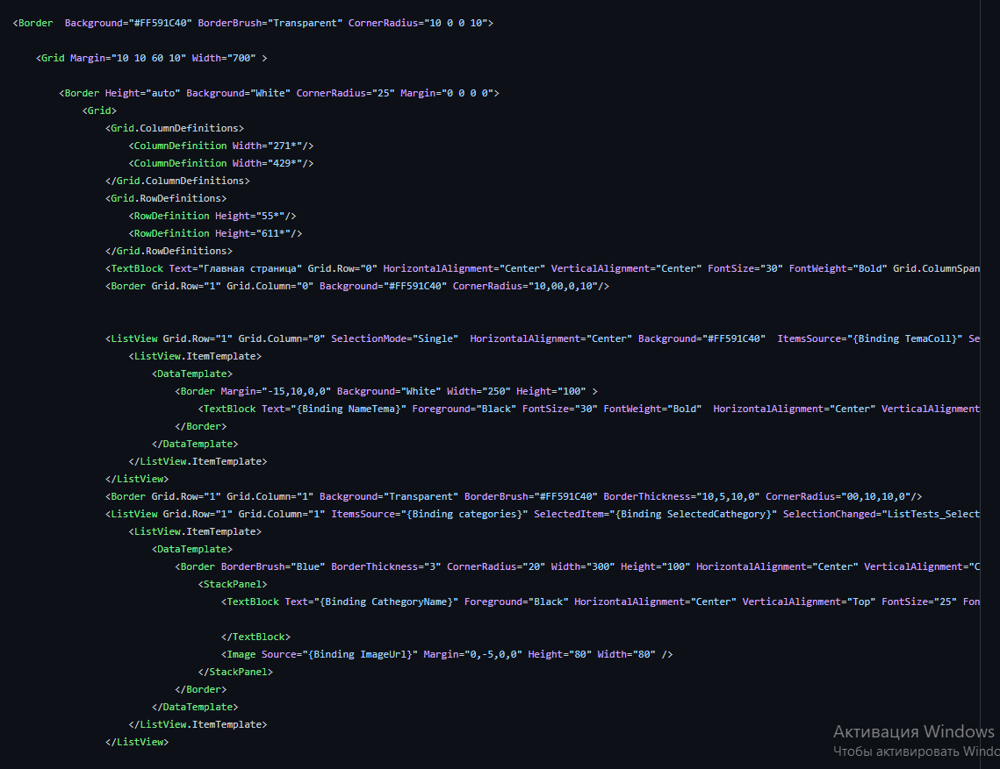 <Border  Background="#FF591C40" BorderBrush="Transparent" CornerRadius="10 0 0 10">
<Grid Margin="10 10 60 10" Width="700" >
<Border Height="auto" Background="White" CornerRadius="25" Margin="0 0 0 0">
<Grid>
<Grid.ColumnDefinitions>
<ColumnDefinition Width="271*"/>
<ColumnDefinition Width="429*"/>
</Grid.ColumnDefinitions>
<Grid.RowDefinitions>
<RowDefinition Height="55*"/>
<RowDefinition Height="611*"/>
</Grid.RowDefinitions>
<TextBlock Text="Главная страница" Grid.Row="0" HorizontalAlignment="Center" VerticalAlignment="Center" FontSize="30" FontWeight="Bold" Grid.ColumnSpan
<Border Grid.Row="1" Grid.Column="0" Background="#FF591C40" CornerRadius="10,00,0,10"/>
<ListView Grid.Row="1" Grid.Column="0" SelectionMode="Single"  HorizontalAlignment="Center" Background="#FF591C40"  ItemsSource="{Binding TemaColl}" Se
<ListView.ItemTemplate>
<DataTemplate>
<Border Margin="-15,10,0,0" Background="White" Width="250" Height="100" >
<TextBlock Text="{Binding NameTema}" Foreground="Black" FontSize="30" FontWeight="Bold"  HorizontalAlignment="Center" VerticalAlignment
</Border>
</DataTemplate>
</ListView.ItemTemplate>
</ListView>
<Border Grid.Row="1" Grid.Column="1" Background="Transparent" BorderBrush="#FF591C40" BorderThickness="10,5,10,0" CornerRadius="00,10,10,0"/>
<ListView Grid.Row="1" Grid.Column="1" ItemsSource="{Binding categories}" SelectedItem="{Binding SelectedCathegory}" SelectionChanged="ListTests_Select
<ListView.ItemTemplate>
<DataTemplate>
<Border BorderBrush="Blue" BorderThickness="3" CornerRadius="20" Width="300" Height="100" HorizontalAlignment="Center" VerticalAlignment="C
<StackPanel>
<TextBlock Text="{Binding CathegoryName}" Foreground="Black" HorizontalAlignment="Center" VerticalAlignment="Top" FontSize="25" Fon
</TextBlock>
<Image Source="{Binding ImageUrl}" Margin="0,-5,0,0" Height="80" Width="80" />
</StackPanel>
</Border>
</DataTemplate>
</ListView.ItemTemplate>
</ListView>
Активация Windows
Чтобы активировать Windo